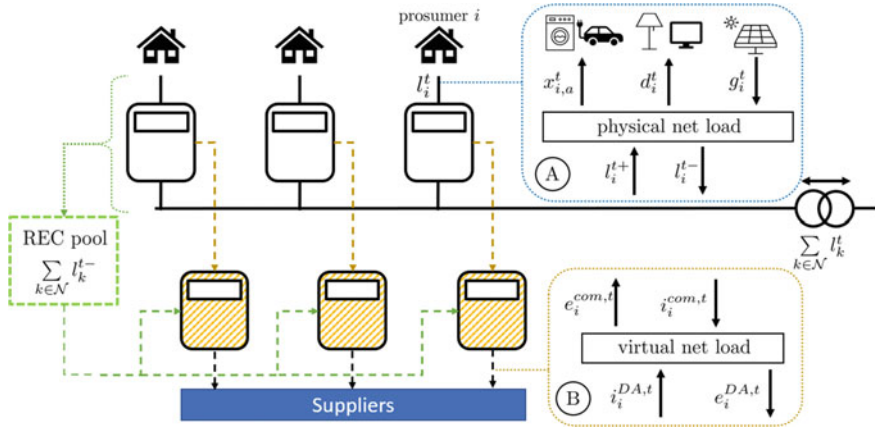 prosumer i
l_i^t
x_{i,a}^t
d_i^t
g_i^t
physical net load
A
l_i^{t+}
l_i^{t-}
REC pool
∑_{k∈𝒩} l_k^{t-}
∑_{k∈𝒩} l_k^t
e_i^{com,t}
i_i^{com,t}
virtual net load
B
i_i^{DA,t}
e_i^{DA,t}
Suppliers